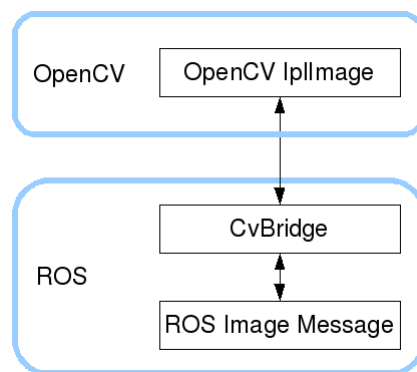 OpenCV
OpenCV IplImage
CvBridge
ROS
ROS Image Message